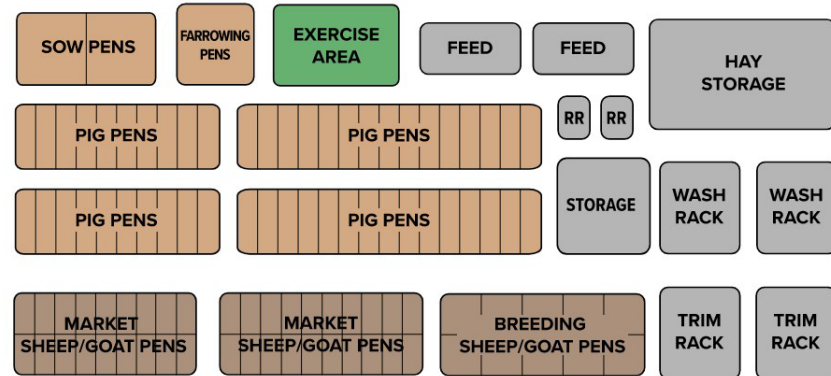 SOW PENS
FARROWING
PENS
EXERCISE
AREA
FEED
FEED
HAY
STORAGE
PIG PENS
PIG PENS
RR
RR
PIG PENS
PIG PENS
STORAGE
WASH
RACK
WASH
RACK
MARKET
SHEEP/GOAT PENS
MARKET
SHEEP/GOAT PENS
BREEDING
SHEEP/GOAT PENS
TRIM
RACK
TRIM
RACK